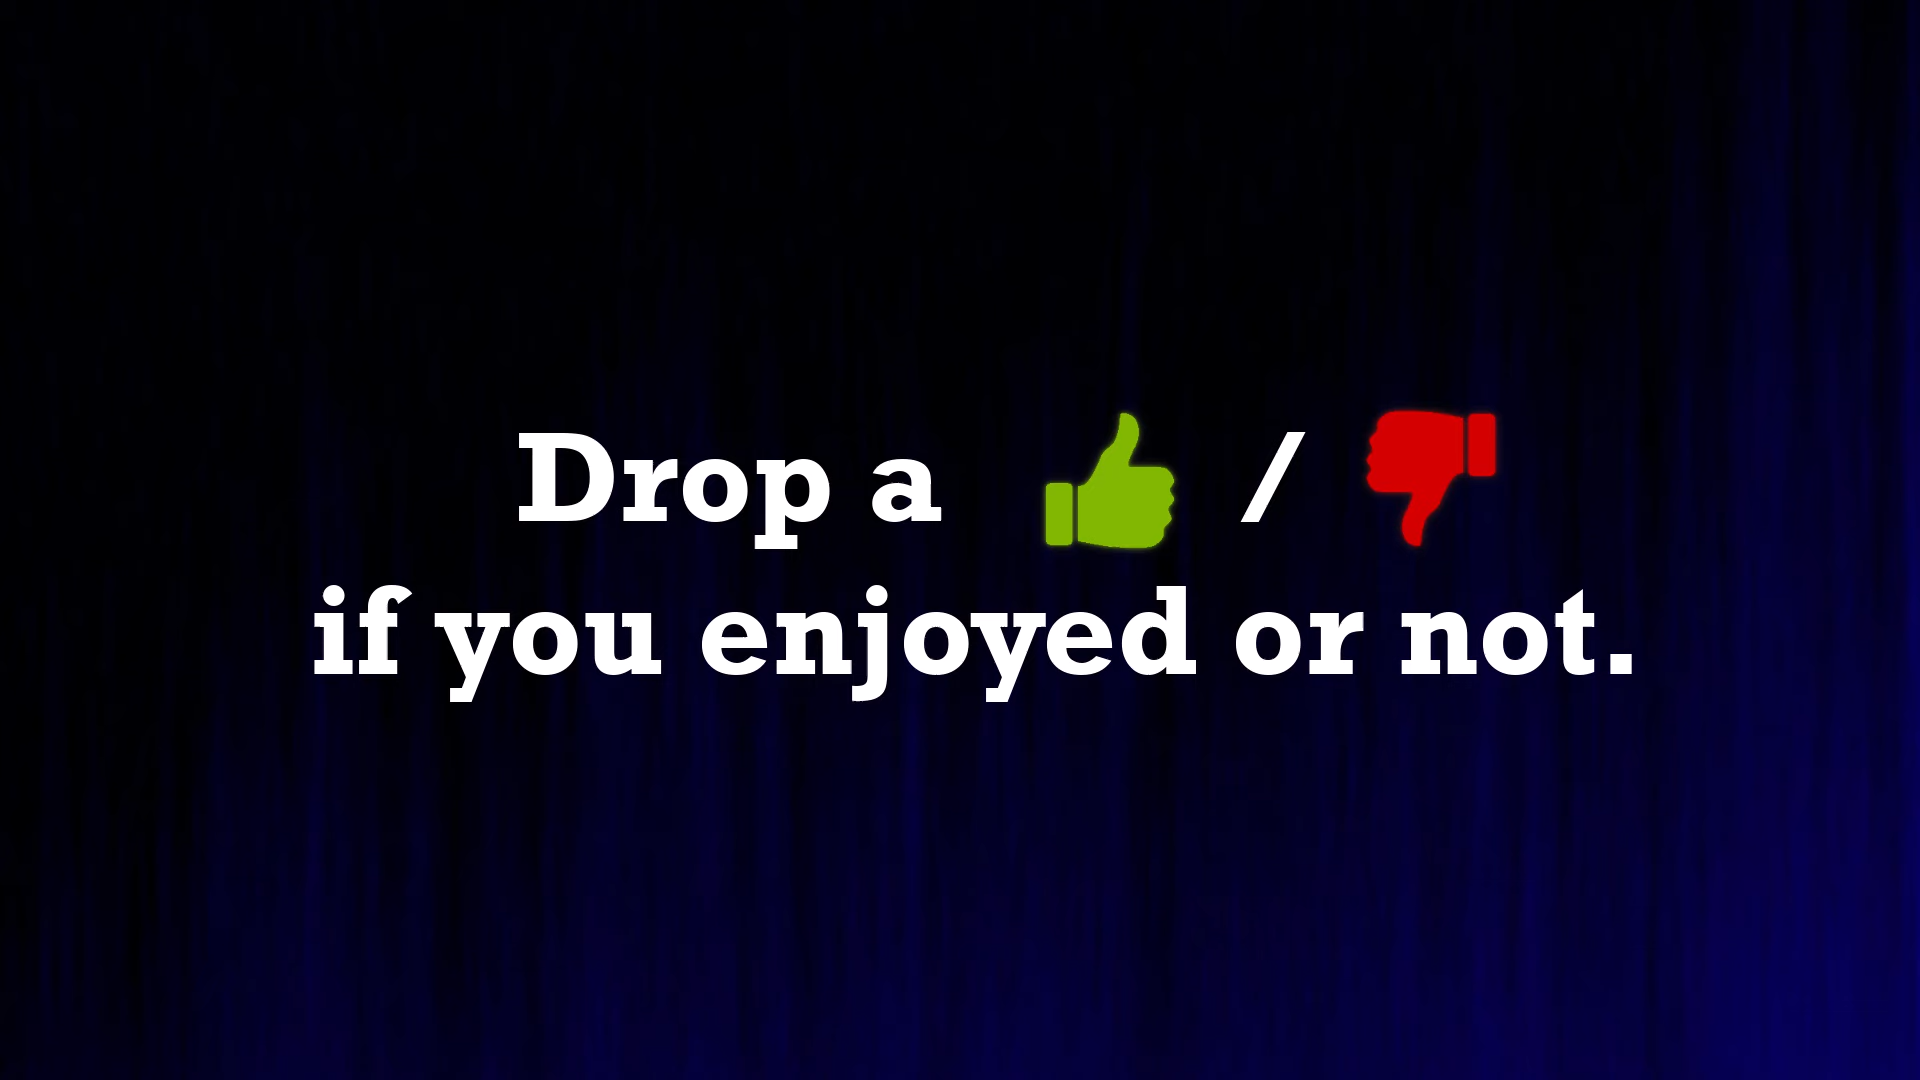 Drop a 👍 / 👎
if you enjoyed or not.